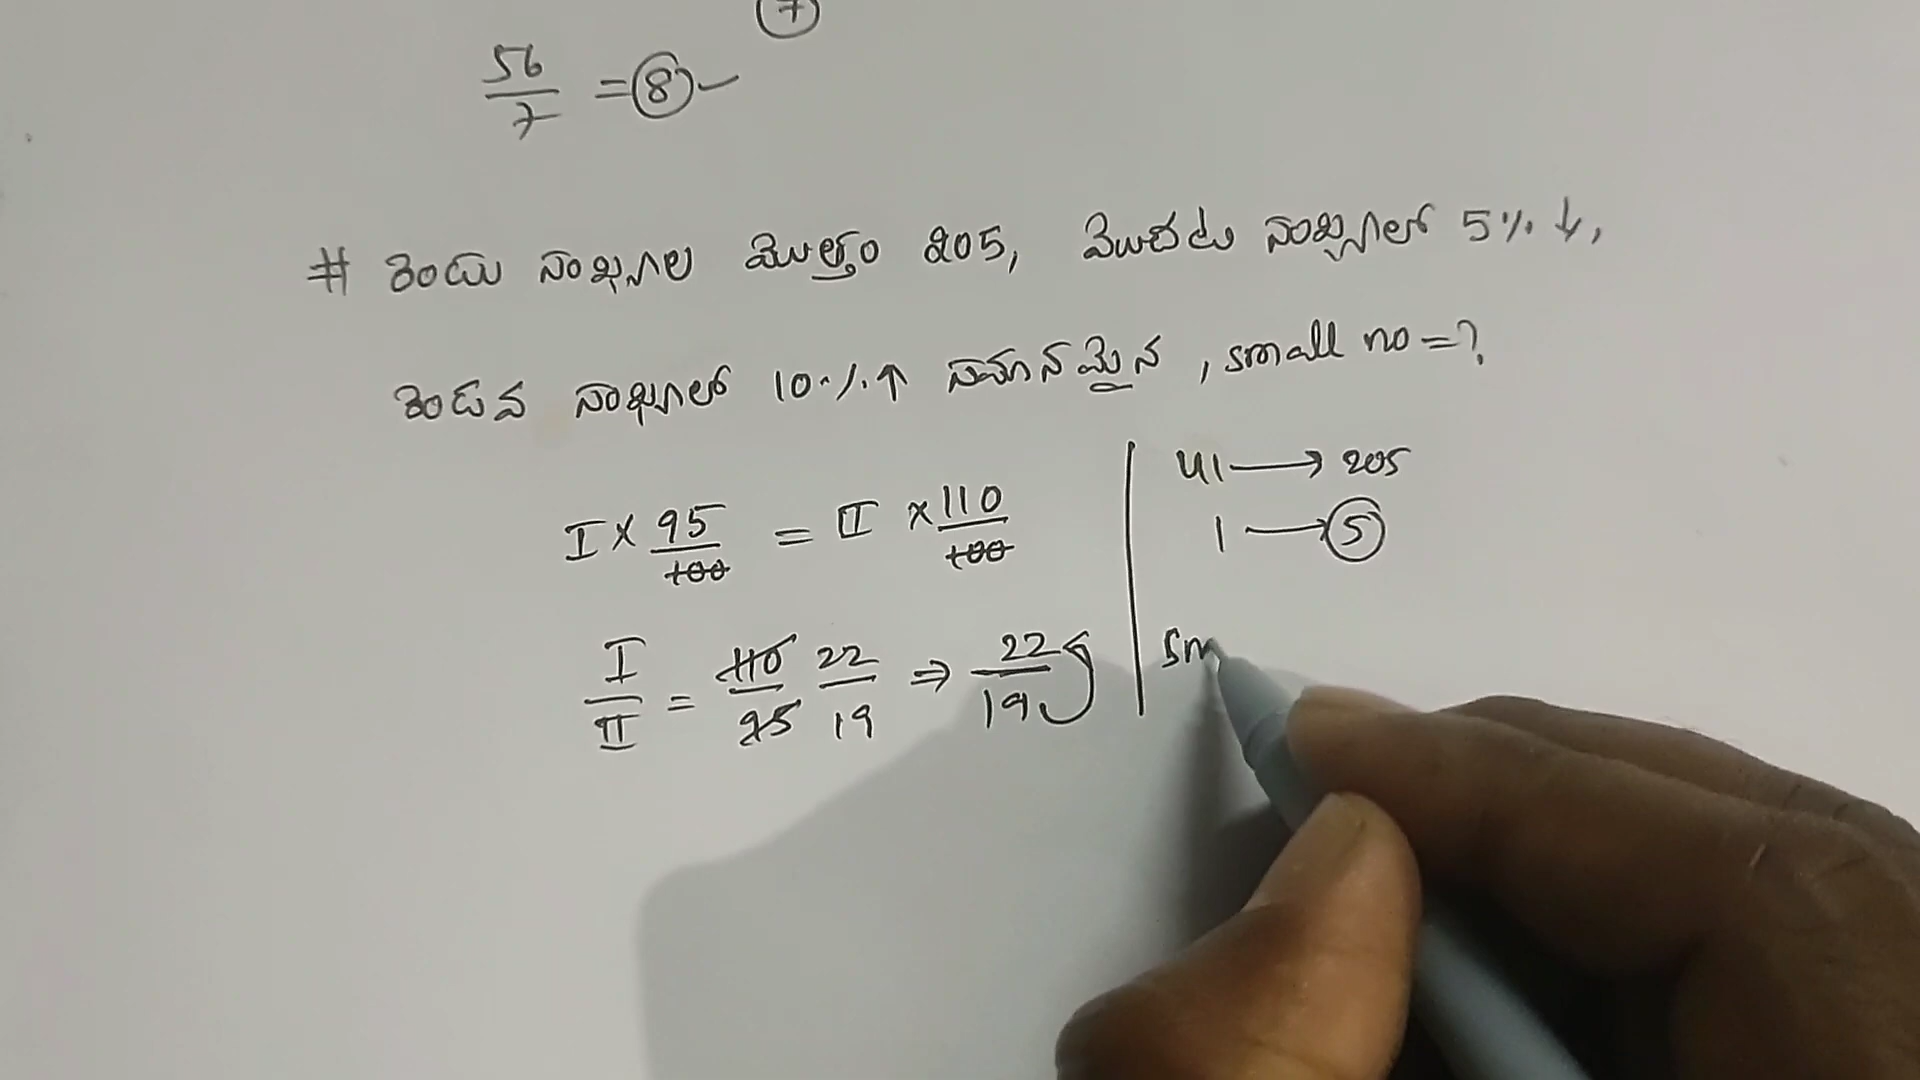 7
56/7 = 8
# రెండు సంఖ్యల మొత్తం 205, మొదటి సంఖ్యలో 5% ↓,
రెండవ సంఖ్యలో 10% ↑ సమానమైన, small no = ?
I × 95/100 = II × 110/100
I/II = 110/95 22/19 ⇒ 22/19
41 → 205
1 → 5
Sm